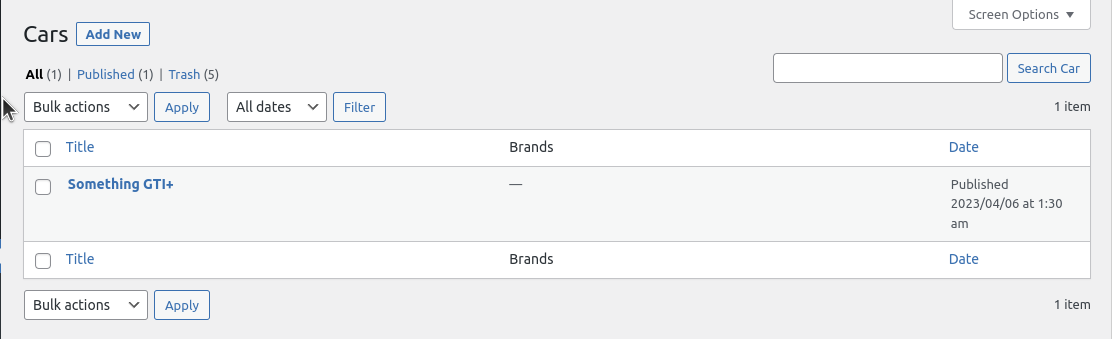 Screen Options
Cars Add New
All (1) | Published (1) | Trash (5)
Search Car
Bulk actions Apply All dates Filter 1 item
Title Brands Date
Something GTI+ — Published
2023/04/06 at 1:30
am
Title Brands Date
Bulk actions Apply 1 item